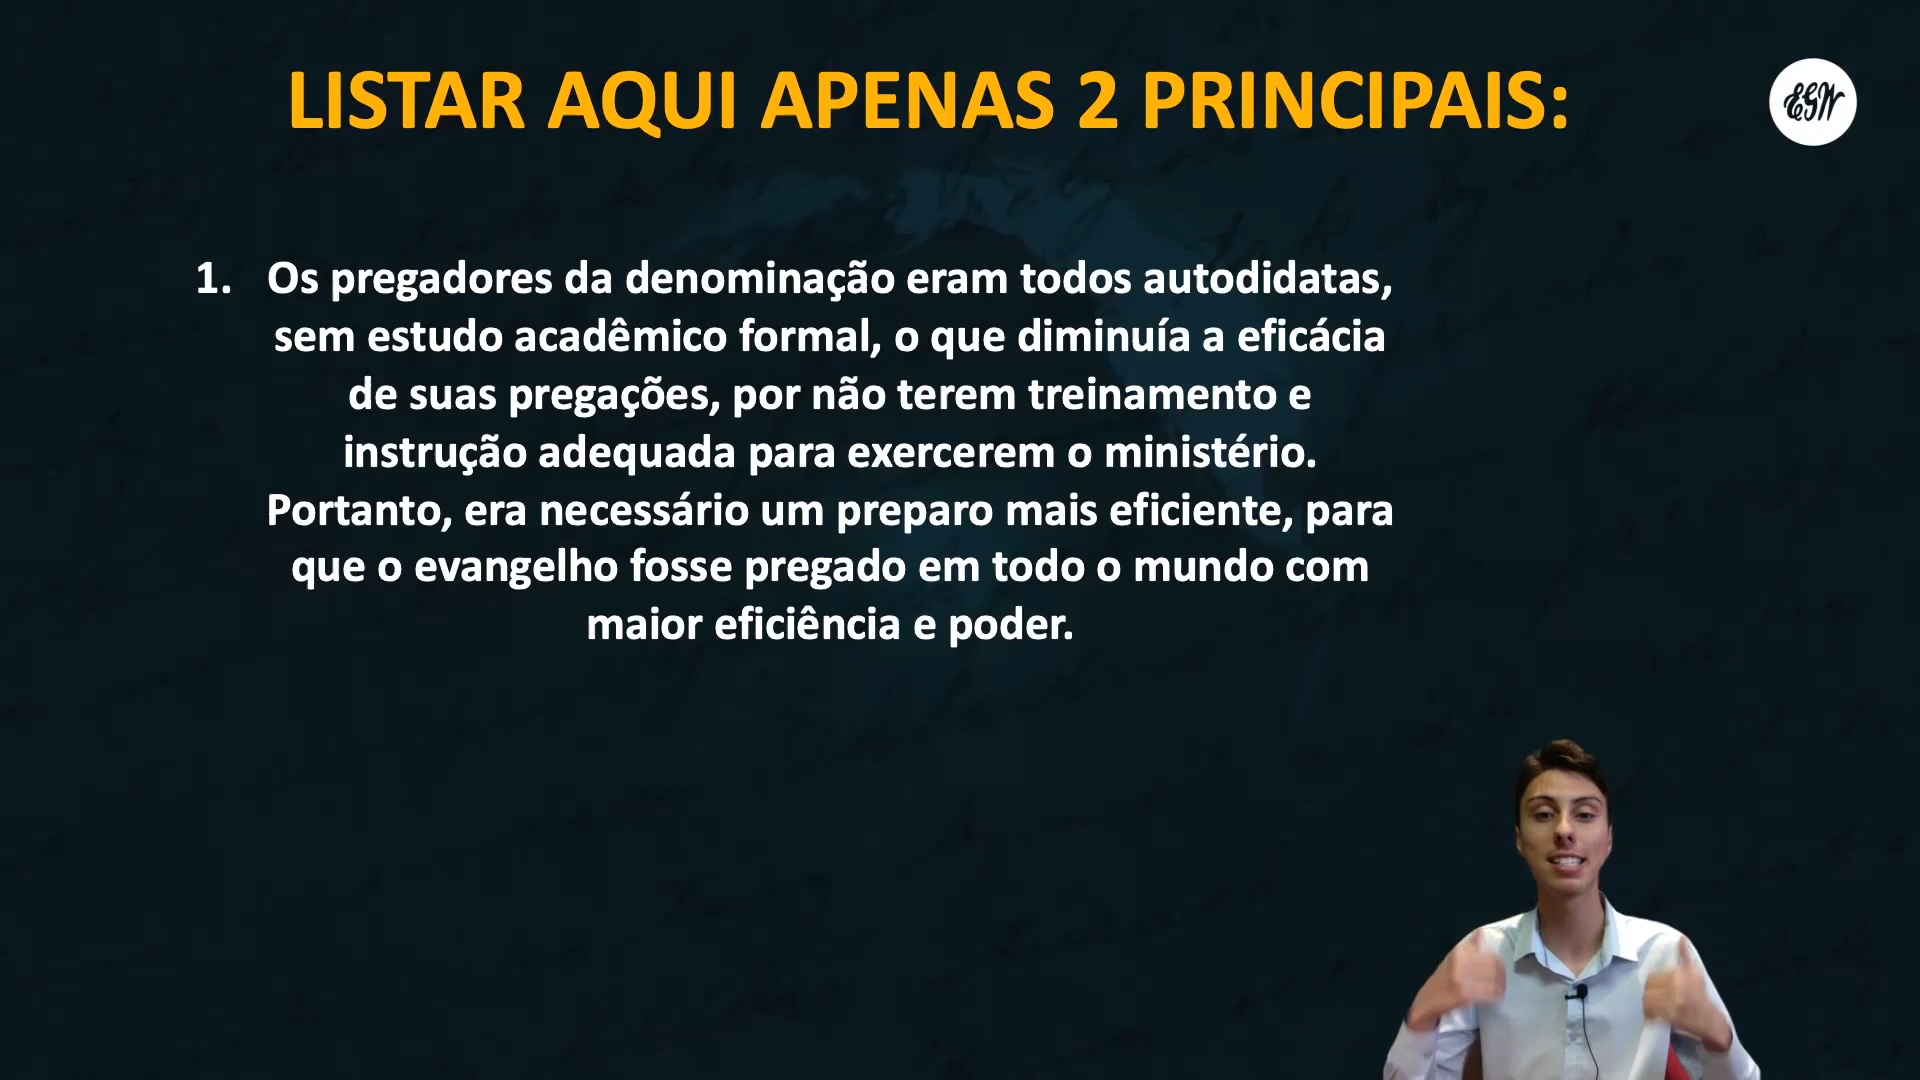 LISTAR AQUI APENAS 2 PRINCIPAIS:
EGW
1. Os pregadores da denominação eram todos autodidatas,
sem estudo acadêmico formal, o que diminuía a eficácia
de suas pregações, por não terem treinamento e
instrução adequada para exercerem o ministério.
Portanto, era necessário um preparo mais eficiente, para
que o evangelho fosse pregado em todo o mundo com
maior eficiência e poder.